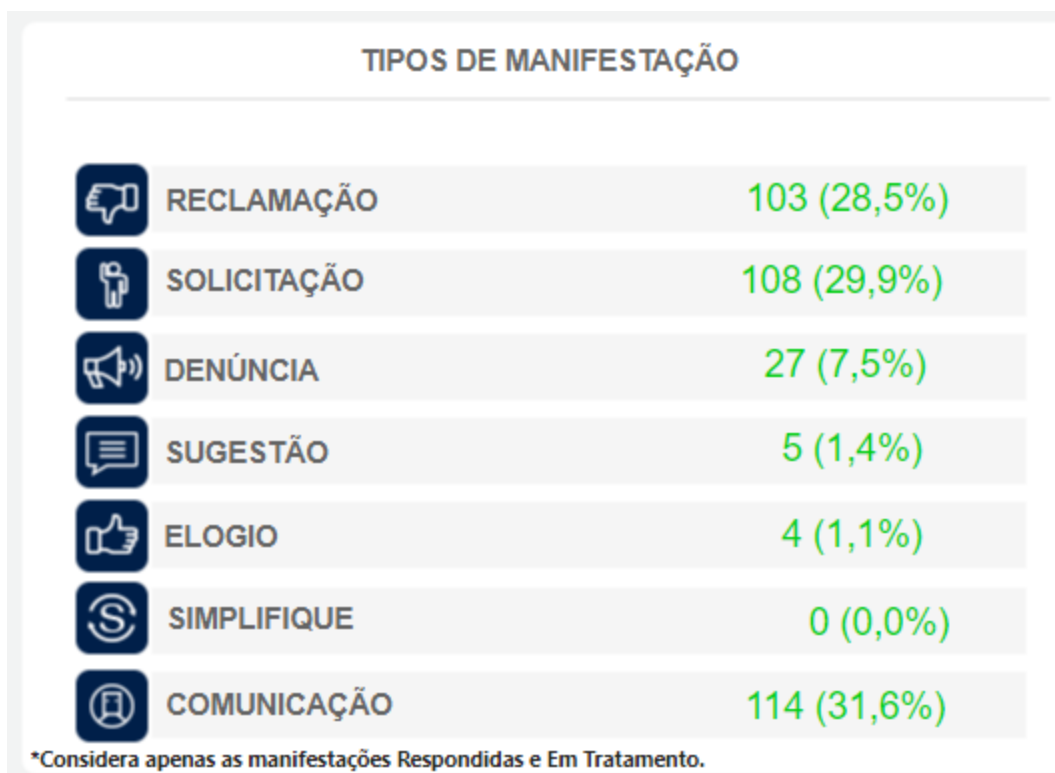 TIPOS DE MANIFESTAÇÃO
RECLAMAÇÃO 103 (28,5%)
SOLICITAÇÃO 108 (29,9%)
DENÚNCIA 27 (7,5%)
SUGESTÃO 5 (1,4%)
ELOGIO 4 (1,1%)
SIMPLIFIQUE 0 (0,0%)
COMUNICAÇÃO 114 (31,6%)
*Considera apenas as manifestações Respondidas e Em Tratamento.